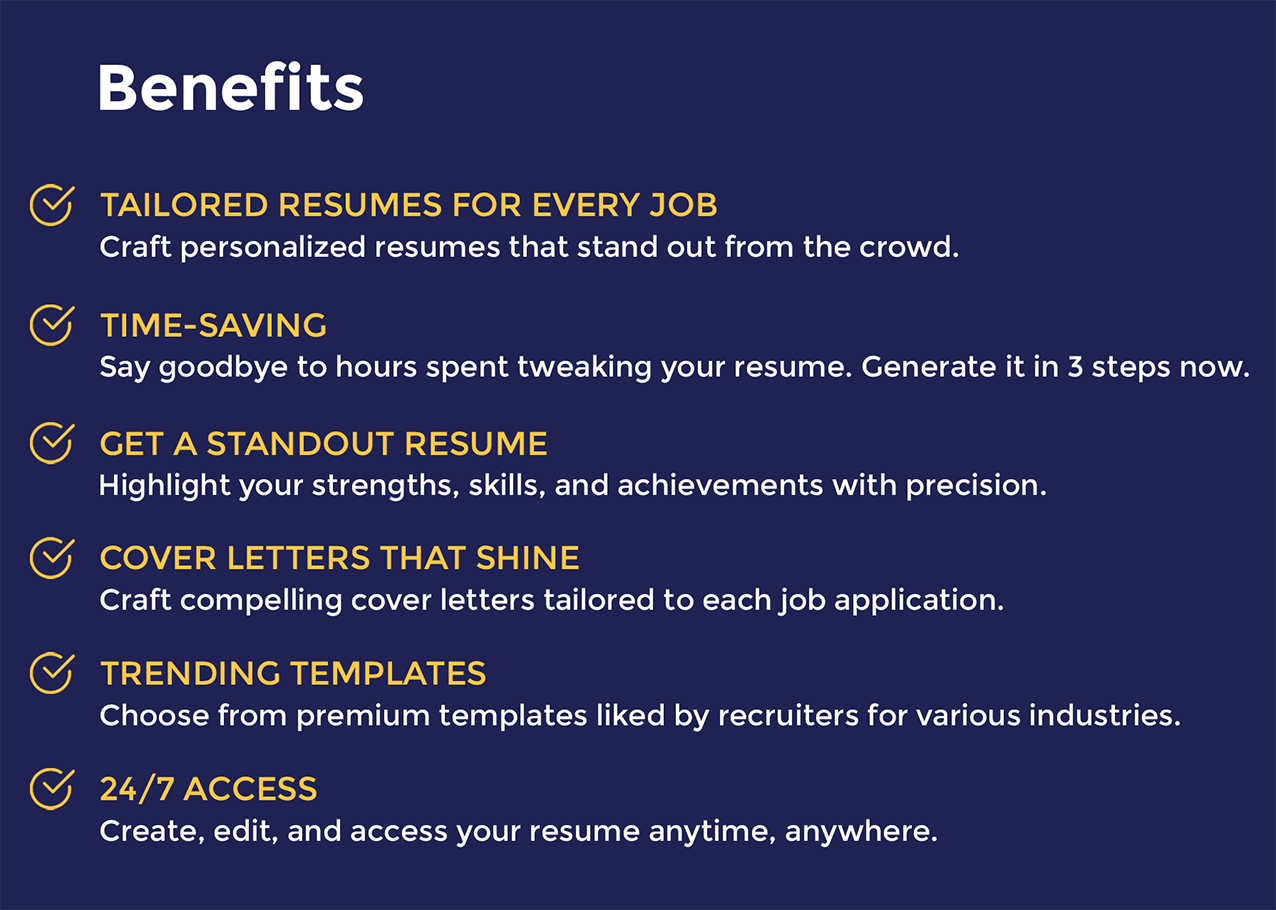 Benefits
TAILORED RESUMES FOR EVERY JOB
Craft personalized resumes that stand out from the crowd.
TIME-SAVING
Say goodbye to hours spent tweaking your resume. Generate it in 3 steps now.
GET A STANDOUT RESUME
Highlight your strengths, skills, and achievements with precision.
COVER LETTERS THAT SHINE
Craft compelling cover letters tailored to each job application.
TRENDING TEMPLATES
Choose from premium templates liked by recruiters for various industries.
24/7 ACCESS
Create, edit, and access your resume anytime, anywhere.